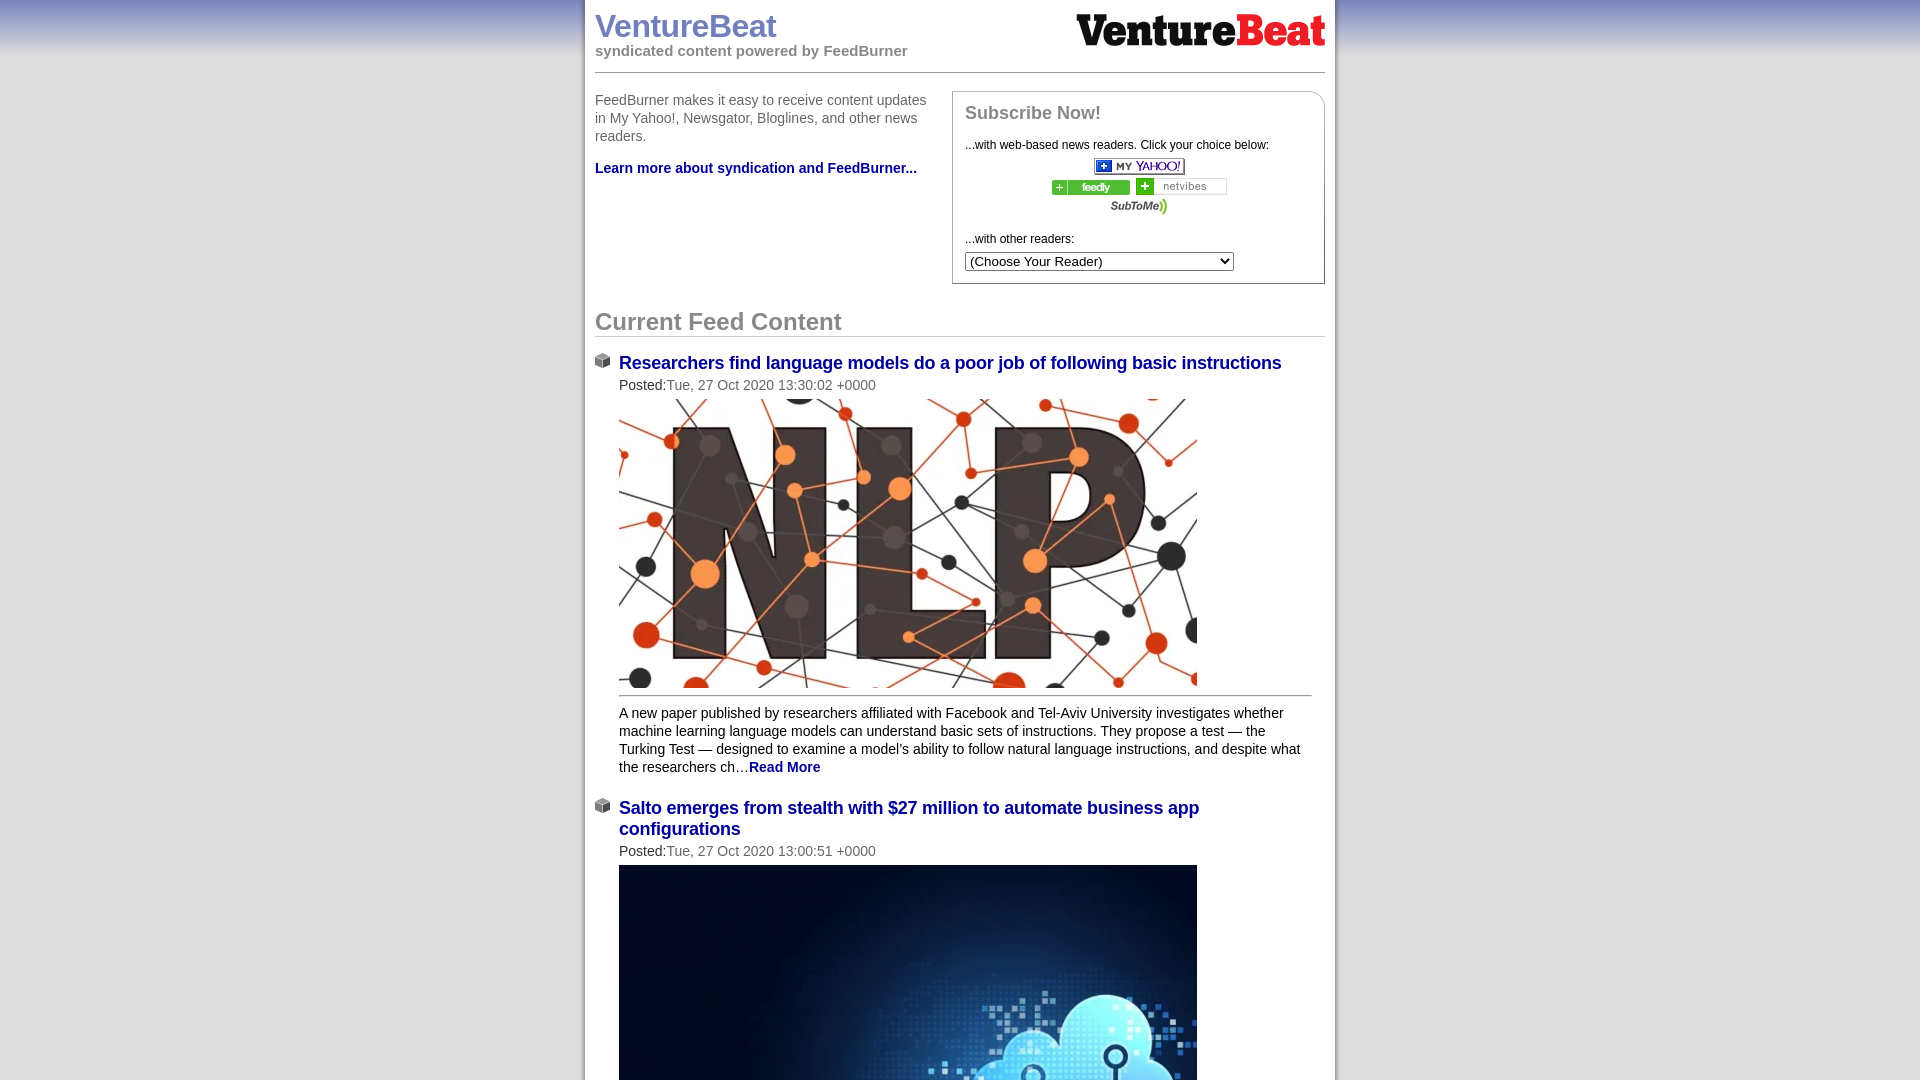 VentureBeat
syndicated content powered by FeedBurner
VentureBeat
FeedBurner makes it easy to receive content updates
in My Yahoo!, Newsgator, Bloglines, and other news
readers.
Learn more about syndication and FeedBurner...
Subscribe Now!
...with web-based news readers. Click your choice below:
MY YAHOO!
feedly
netvibes
SubToMe
...with other readers:
(Choose Your Reader)
Current Feed Content
Researchers find language models do a poor job of following basic instructions
Posted:Tue, 27 Oct 2020 13:30:02 +0000
NLP
A new paper published by researchers affiliated with Facebook and Tel-Aviv University investigates whether
machine learning language models can understand basic sets of instructions. They propose a test — the
Turking Test — designed to examine a model’s ability to follow natural language instructions, and despite what
the researchers ch…Read More
Salto emerges from stealth with $27 million to automate business app
configurations
Posted:Tue, 27 Oct 2020 13:00:51 +0000